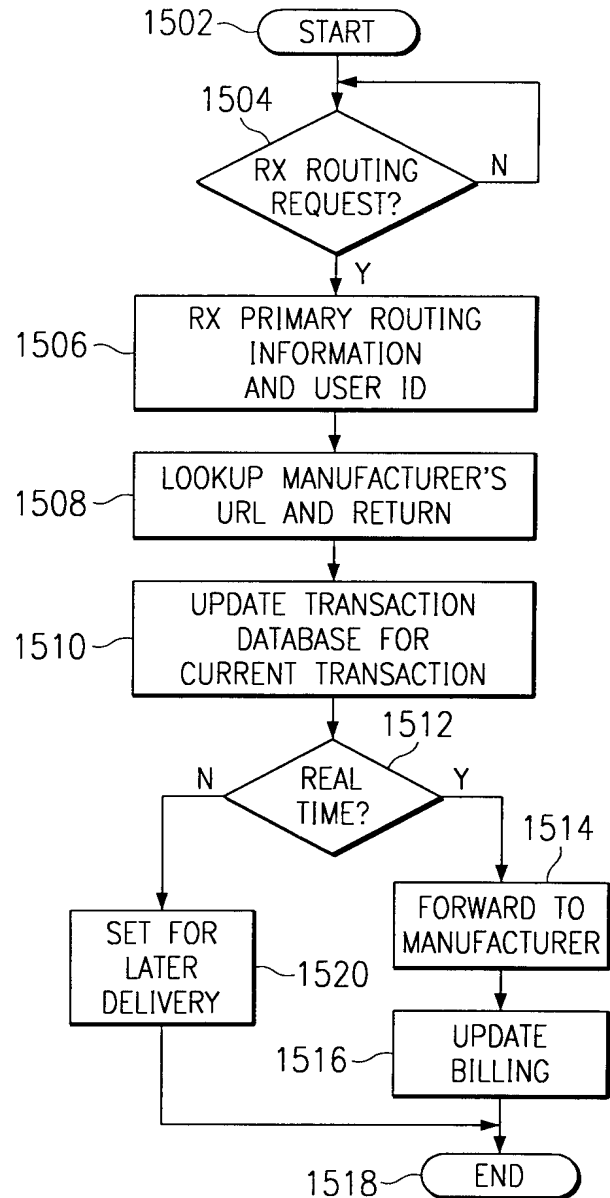 1502
START
1504
RX ROUTING
REQUEST?
N
Y
1506
RX PRIMARY ROUTING
INFORMATION
AND USER ID
1508
LOOKUP MANUFACTURER'S
URL AND RETURN
1510
UPDATE TRANSACTION
DATABASE FOR
CURRENT TRANSACTION
1512
N
REAL
TIME?
Y
1514
FORWARD TO
MANUFACTURER
SET FOR
LATER
DELIVERY
1520
1516
UPDATE
BILLING
1518
END